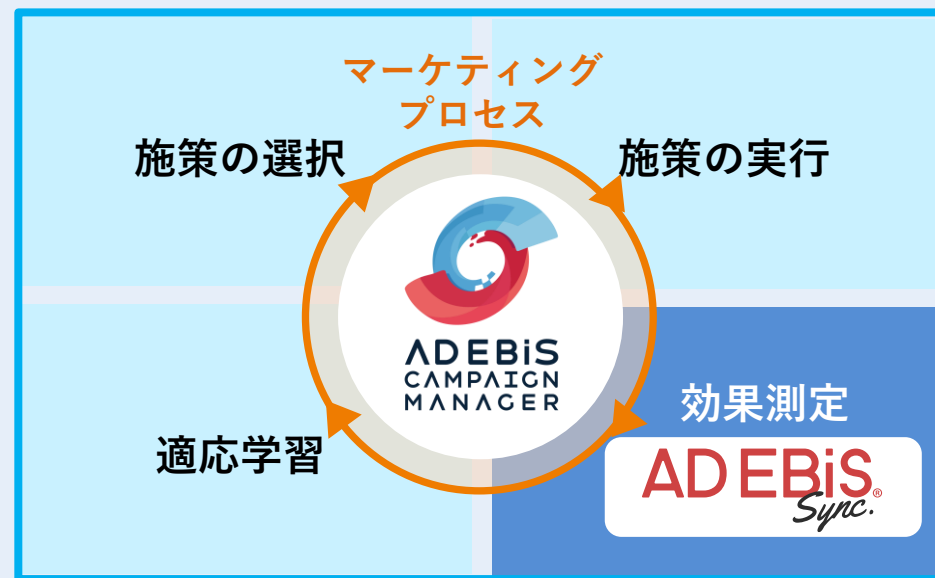 マーケティング
プロセス
施策の選択
施策の実行
ADEBiS
CAMPAIGN
MANAGER
適応学習
効果測定
AD EBiS®
Sync.